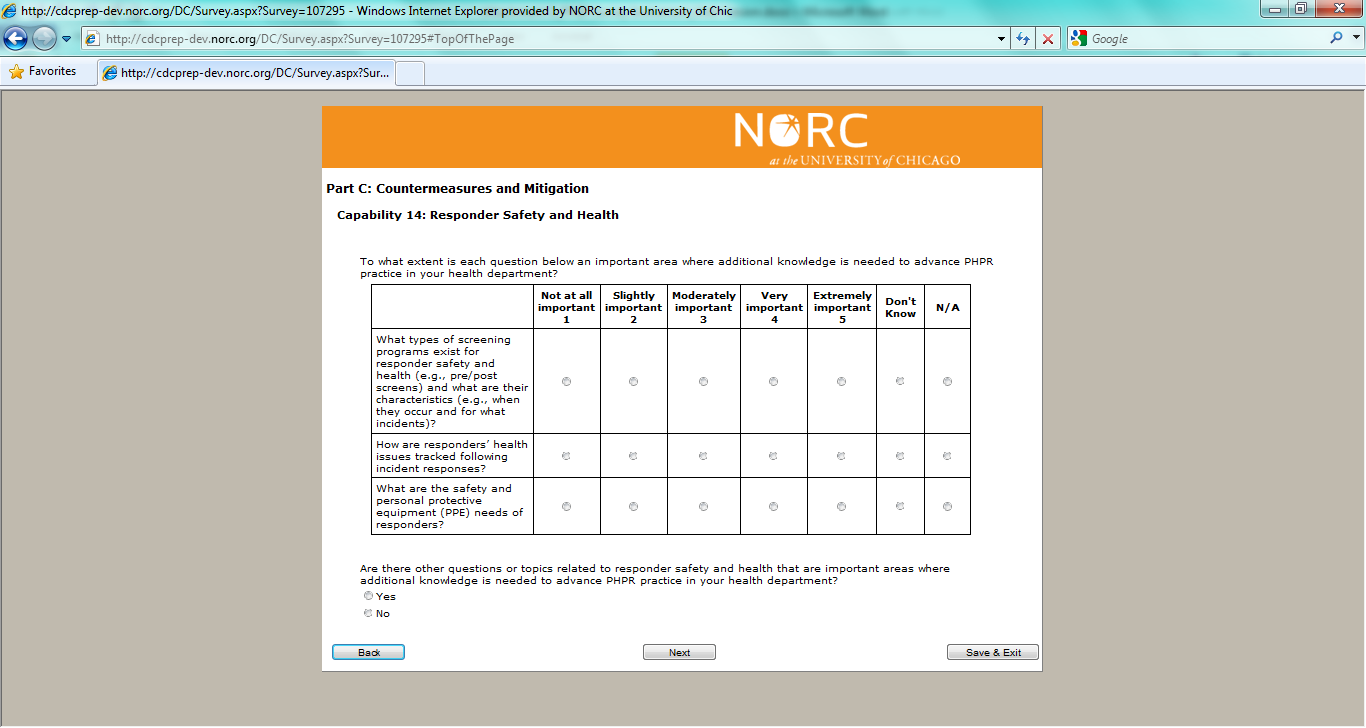 http://cdcprep-dev.norc.org/DC/Survey.aspx?Survey=107295 - Windows Internet Explorer provided by NORC at the University of Chic
http://cdcprep-dev.norc.org/DC/Survey.aspx?Survey=107295#TopOfThePage
Google
Favorites
http://cdcprep-dev.norc.org/DC/Survey.aspx?Sur...
NORC
at the UNIVERSITY of CHICAGO
Part C: Countermeasures and Mitigation
Capability 14: Responder Safety and Health
To what extent is each question below an important area where additional knowledge is needed to advance PHPR
practice in your health department?
Not at all important 1
Slightly important 2
Moderately important 3
Very important 4
Extremely important 5
Don't Know
N/A
What types of screening
programs exist for
responder safety and
health (e.g., pre/post
screens) and what are their
characteristics (e.g., when
they occur and for what
incidents)?
How are responders' health
issues tracked following
incident responses?
What are the safety and
personal protective
equipment (PPE) needs of
responders?
Are there other questions or topics related to responder safety and health that are important areas where
additional knowledge is needed to advance PHPR practice in your health department?
Yes
No
Back
Next
Save & Exit